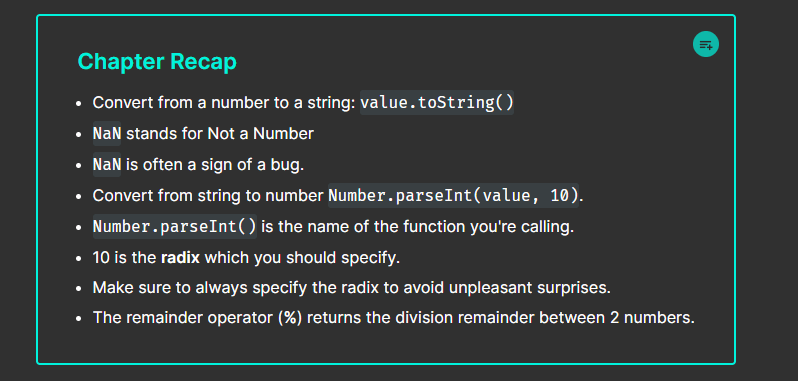 Chapter Recap
Convert from a number to a string: value.toString()
NaN stands for Not a Number
NaN is often a sign of a bug.
Convert from string to number Number.parseInt(value, 10).
Number.parseInt() is the name of the function you're calling.
10 is the radix which you should specify.
Make sure to always specify the radix to avoid unpleasant surprises.
The remainder operator (%) returns the division remainder between 2 numbers.